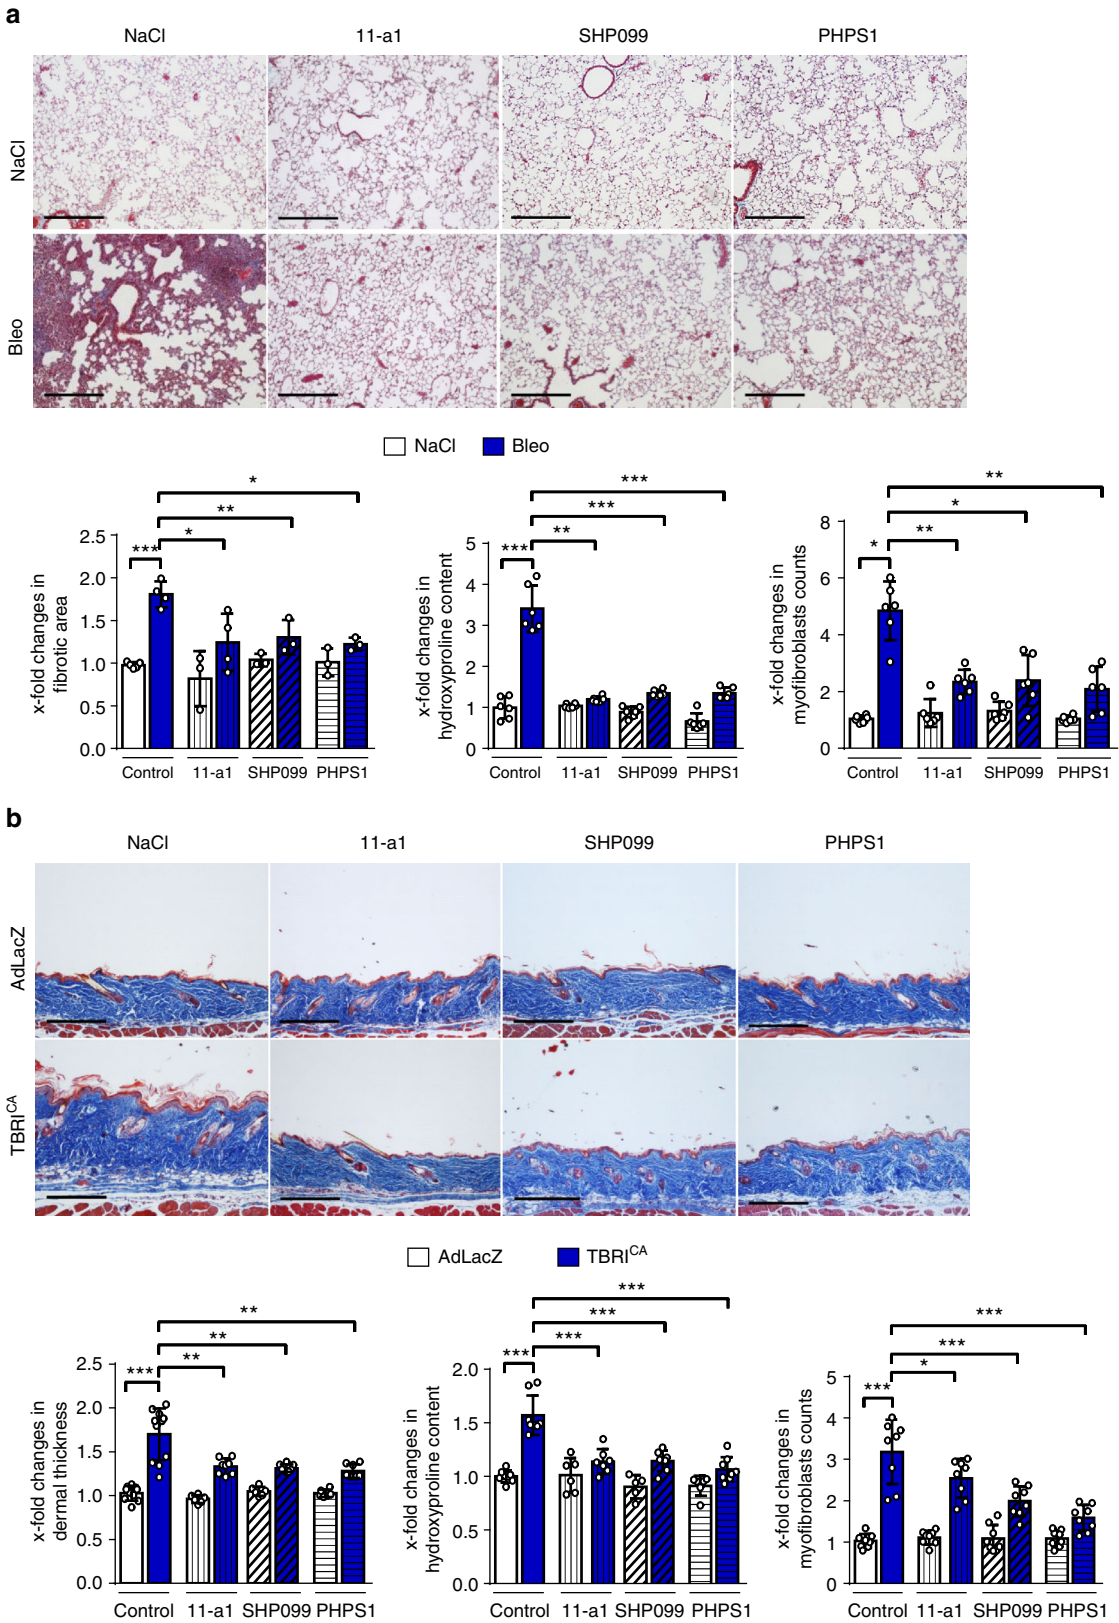 a
NaCl 11-a1 SHP099 PHPS1
NaCl
Bleo
NaCl Bleo
x-fold changes in
fibrotic area
2.5
2.0
1.5
1.0
0.5
0.0
*** * ** *
Control 11-a1 SHP099 PHPS1
x-fold changes in
hydroxyproline content
5
4
3
2
1
0
*** ** *** ***
Control 11-a1 SHP099 PHPS1
x-fold changes in
myofibroblasts counts
8
6
4
2
0
* ** * **
Control 11-a1 SHP099 PHPS1
b
NaCl 11-a1 SHP099 PHPS1
AdLacZ
TBRI^CA
AdLacZ TBRI^CA
x-fold changes in
dermal thickness
2.5
2.0
1.5
1.0
0.5
0.0
*** ** ** **
Control 11-a1 SHP099 PHPS1
x-fold changes in
hydroxyproline content
2.0
1.5
1.0
0.5
0.0
*** *** *** ***
Control 11-a1 SHP099 PHPS1
x-fold changes in
myofibroblasts counts
5
4
3
2
1
0
*** * *** ***
Control 11-a1 SHP099 PHPS1